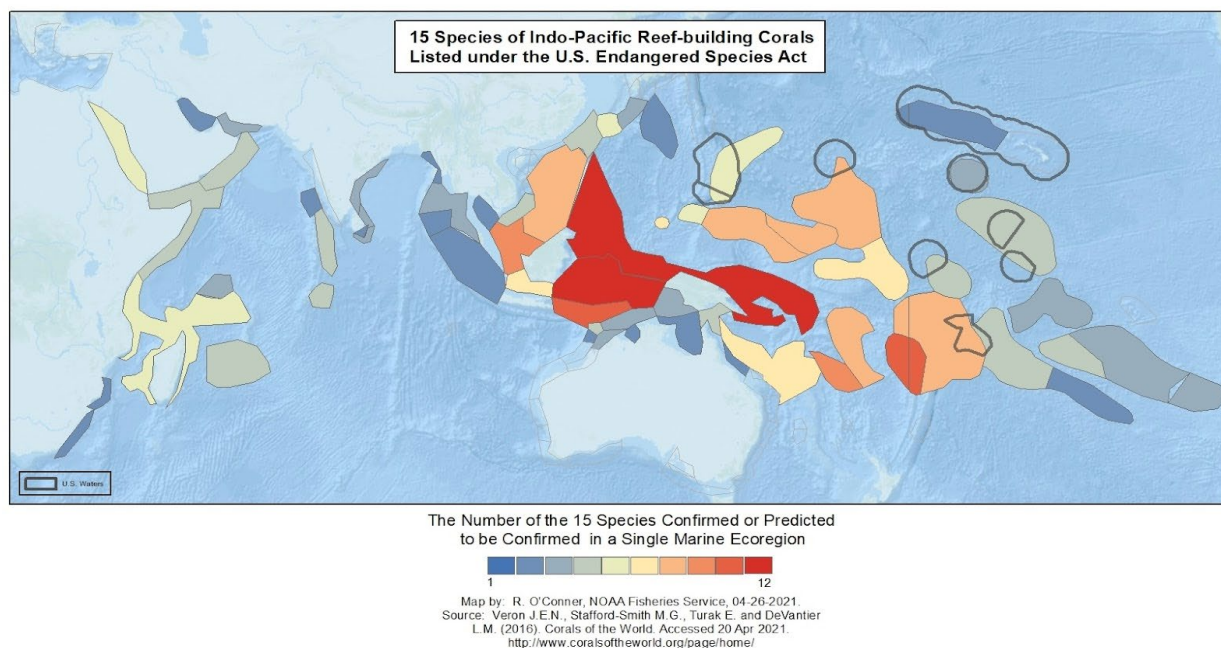 15 Species of Indo-Pacific Reef-building Corals
Listed under the U.S. Endangered Species Act
U.S. Waters
The Number of the 15 Species Confirmed or Predicted
to be Confirmed in a Single Marine Ecoregion
1
12
Map by: R. O'Conner, NOAA Fisheries Service, 04-26-2021.
Source: Veron J.E.N., Stafford-Smith M.G., Turak E. and DeVantier
L.M. (2016). Corals of the World. Accessed 20 Apr 2021.
http://www.coralsoftheworld.org/page/home/